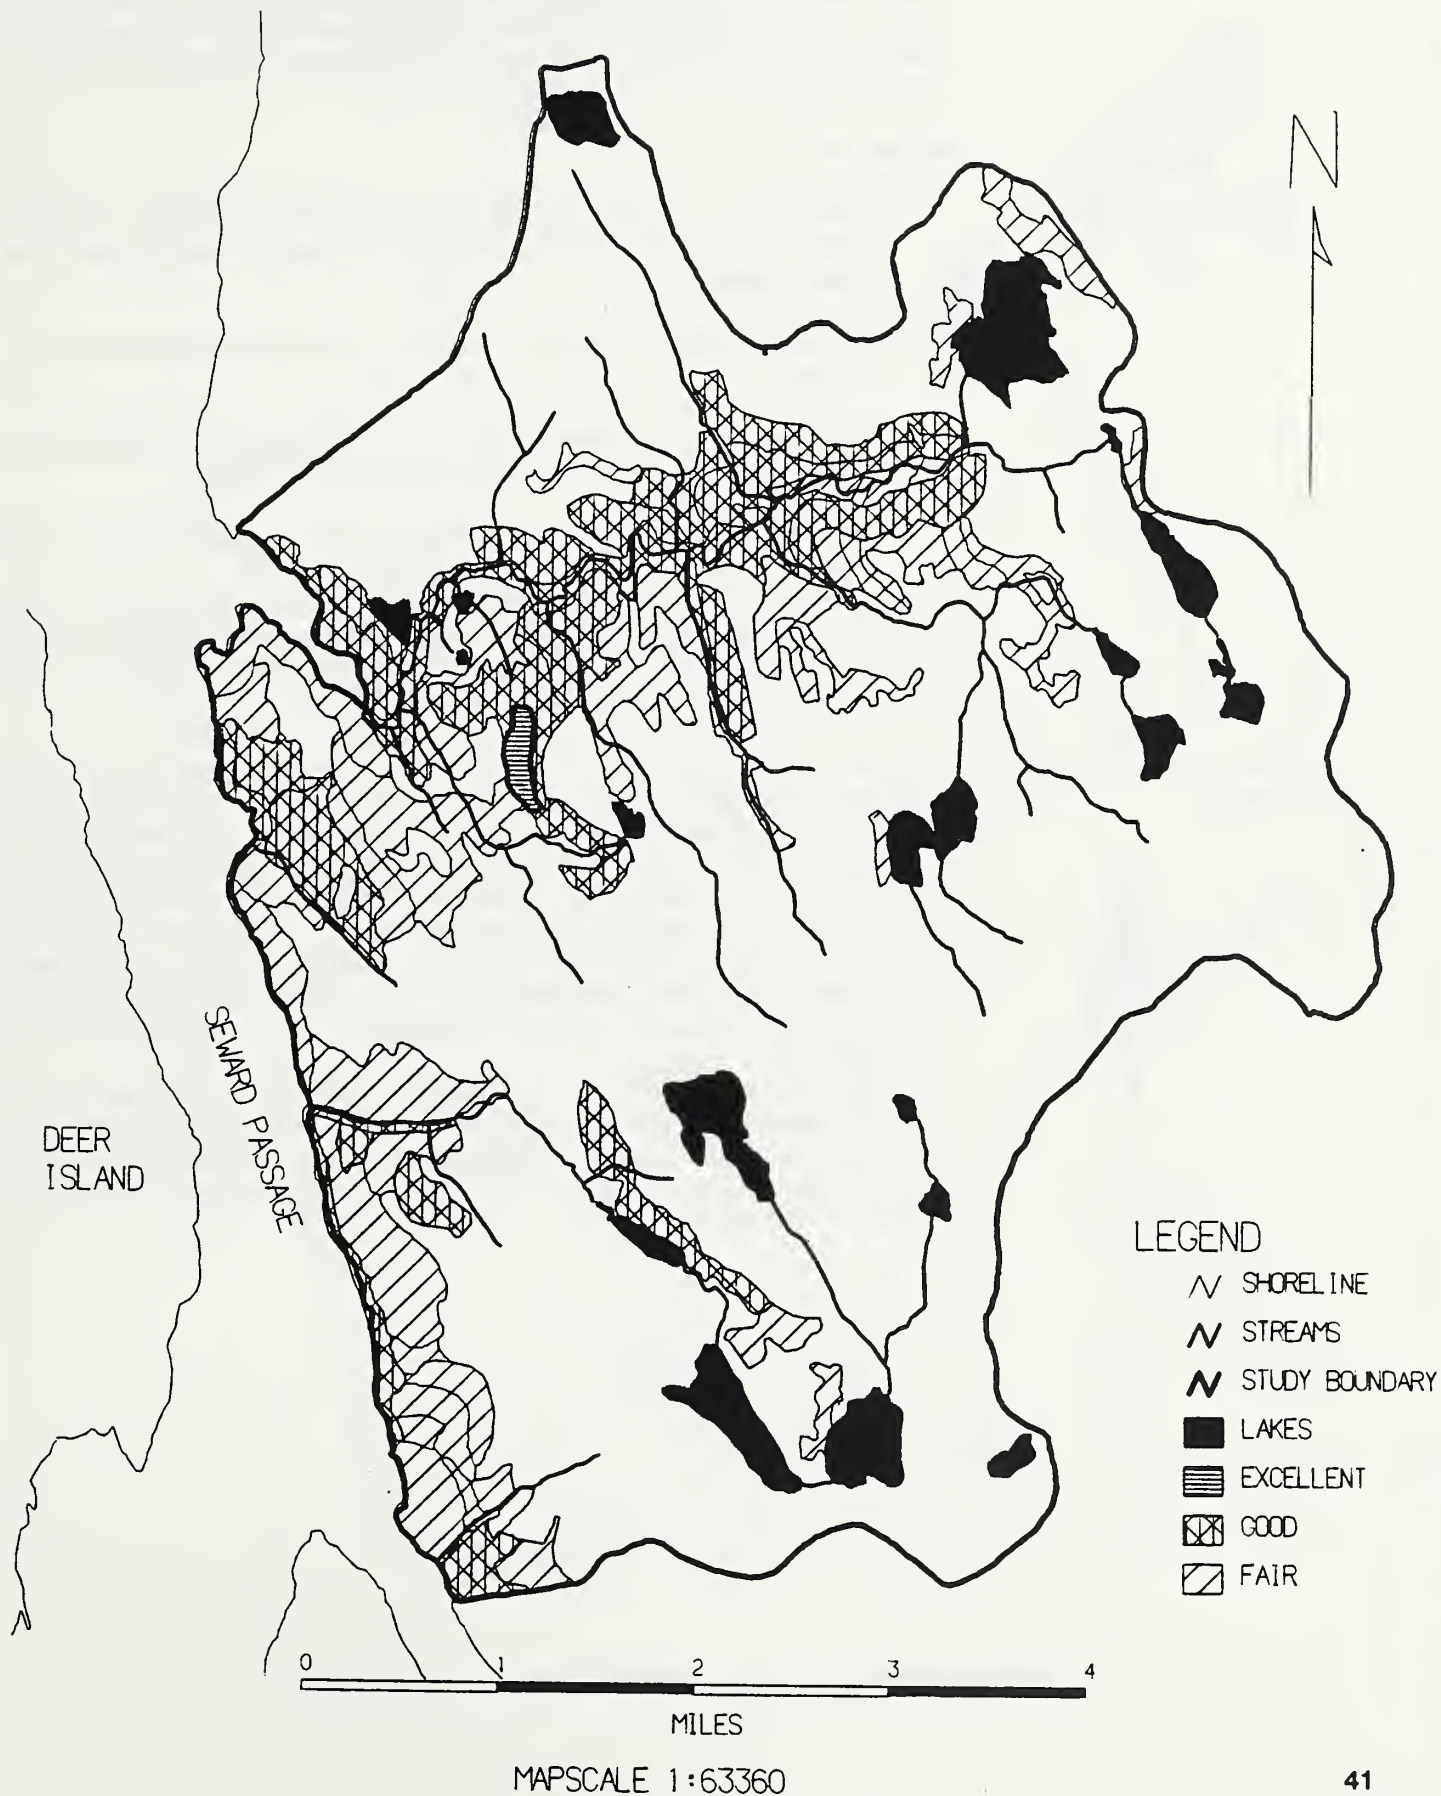 N
SEWARD PASSAGE
DEER
ISLAND
LEGEND
SHORELINE
STREAMS
STUDY BOUNDARY
LAKES
EXCELLENT
GOOD
FAIR
0 1 2 3 4
MILES
MAPSCALE 1:63360
41